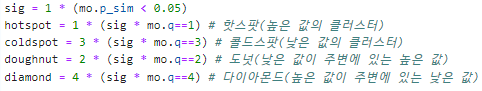 sig = 1 * (mo.p_sim < 0.05)
hotspot = 1 * (sig * mo.q==1) # 핫스팟(높은 값의 클러스터)
coldspot = 3 * (sig * mo.q==3) # 콜드스팟(낮은 값의 클러스터)
doughnut = 2 * (sig * mo.q==2) # 도넛(낮은 값이 주변에 있는 높은 값)
diamond = 4 * (sig * mo.q==4) # 다이아몬드(높은 값이 주변에 있는 낮은 값)